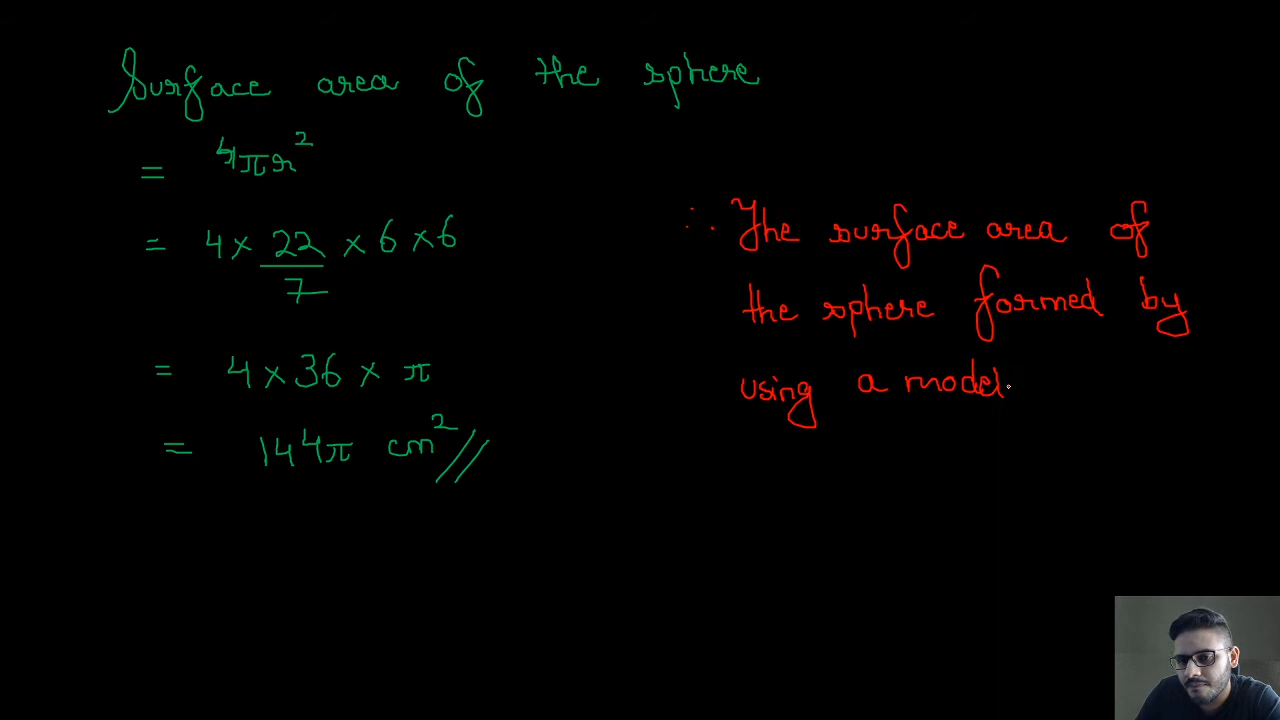 Surface area of the sphere
= 4πr²
= 4 × 22/7 × 6 × 6
= 4 × 36 × π
= 144π cm² //
∴ The surface area of
the sphere formed by
using a model